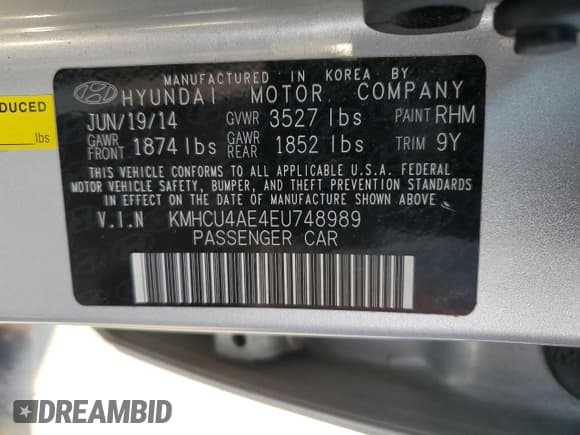 MANUFACTURED IN KOREA BY
HYUNDAI MOTOR COMPANY
DUCED
JUN/19/14 GVWR 3527 lbs PAINT RHM
lbs
GAWR FRONT 1874 lbs GAWR REAR 1852 lbs TRIM 9Y
THIS VEHICLE CONFORMS TO ALL APPLICABLE U.S.A. FEDERAL
MOTOR VEHICLE SAFETY, BUMPER, AND THEFT PREVENTION STANDARDS
IN EFFECT ON THE DATE OF MANUFACTURE SHOWN ABOVE.
V.I.N KMHCU4AE4EU748989
PASSENGER CAR
$DREAMBID